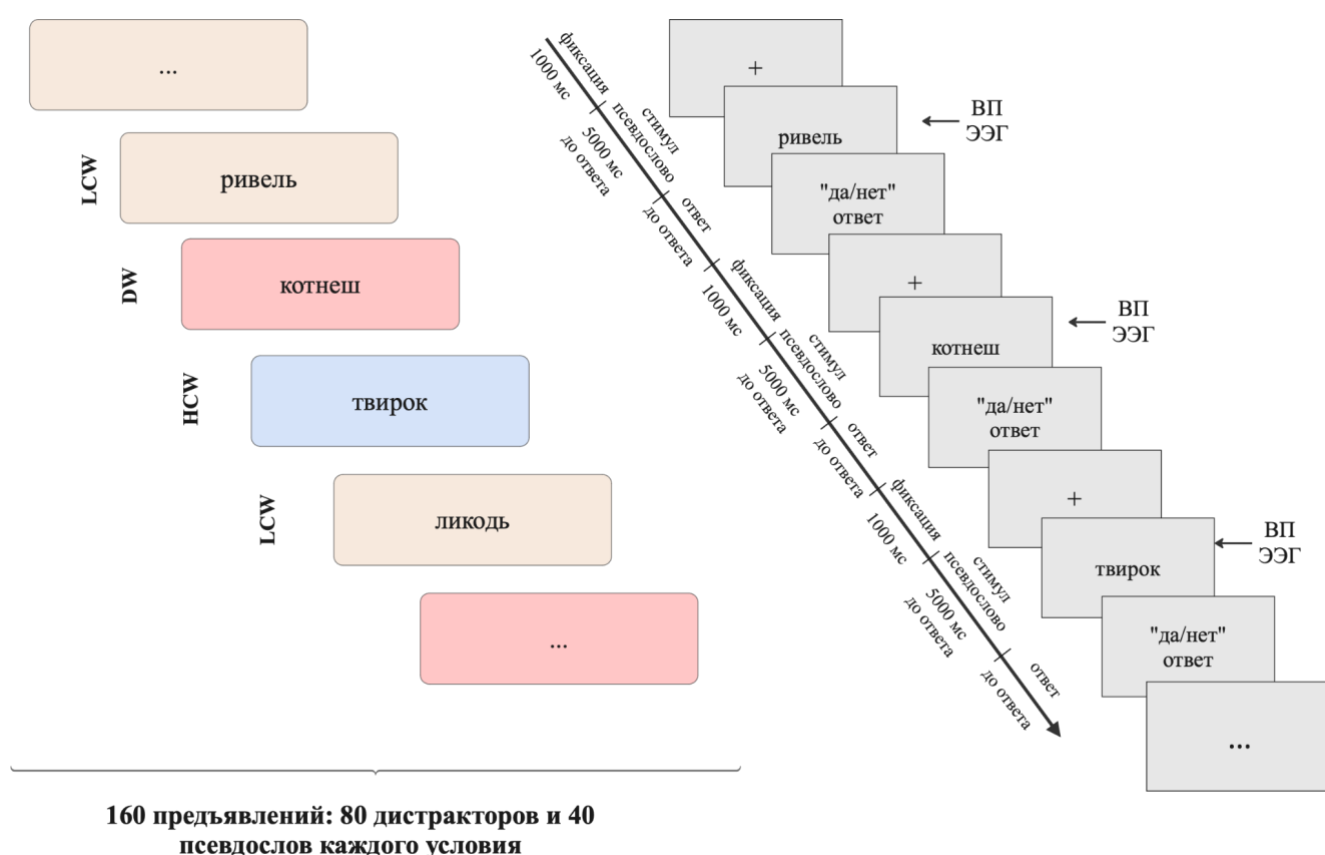 ...
LCW
ривель
DW
котнеш
HCW
твирок
LCW
ликодь
...
160 предъявлений: 80 дистракторов и 40
псевдослов каждого условия
фиксация
1000 мс
стимул
псевдослово
5000 мс
до ответа
ответ
до ответа
фиксация
1000 мс
стимул
псевдослово
5000 мс
до ответа
ответ
до ответа
фиксация
1000 мс
стимул
псевдослово
5000 мс
до ответа
ответ
до ответа
+
ривель
ВП
ЭЭГ
"да/нет"
ответ
+
котнеш
ВП
ЭЭГ
"да/нет"
ответ
+
твирок
ВП
ЭЭГ
"да/нет"
ответ
...